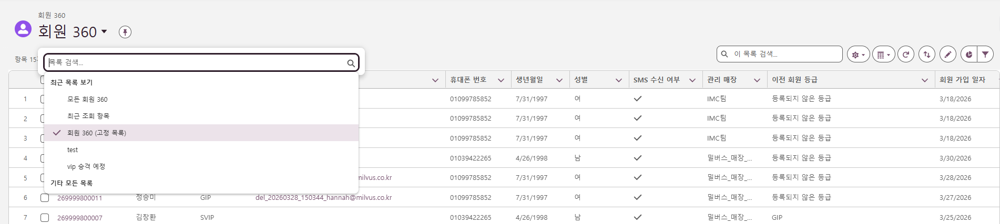 회원 360
회원 360
이 목록 검색...
항목 15
목록 검색...
최근 목록 보기
모든 회원 360
최근 조회 항목
회원 360 (고정 목록)
test
vip 승격 예정
기타 모든 목록
휴대폰 번호 생년월일 성별 SMS 수신 여부 관리 매장 이전 회원 등급 회원 가입 일자
1 01099785852 7/31/1997 여 IMC팀 등록되지 않은 등급 3/18/2026
2 01099785852 7/31/1997 여 IMC팀 등록되지 않은 등급 3/18/2026
3 01099785852 7/31/1997 여 IMC팀 등록되지 않은 등급 3/18/2026
4 01039422265 4/26/1998 남 밀버스_매장_... 등록되지 않은 등급 3/30/2026
5 milvus.co.kr 01099785852 7/31/1997 여 밀버스_매장_... 등록되지 않은 등급 3/28/2026
6 269999800011 정승미 GIP del_20260328_150344_hannah@milvus.co.kr 01099785852 7/31/1997 여 밀버스_매장_... 등록되지 않은 등급 3/27/2026
7 269999800007 김창환 SVIP 01039422265 4/26/1998 남 밀버스_매장_... GIP 3/25/2026